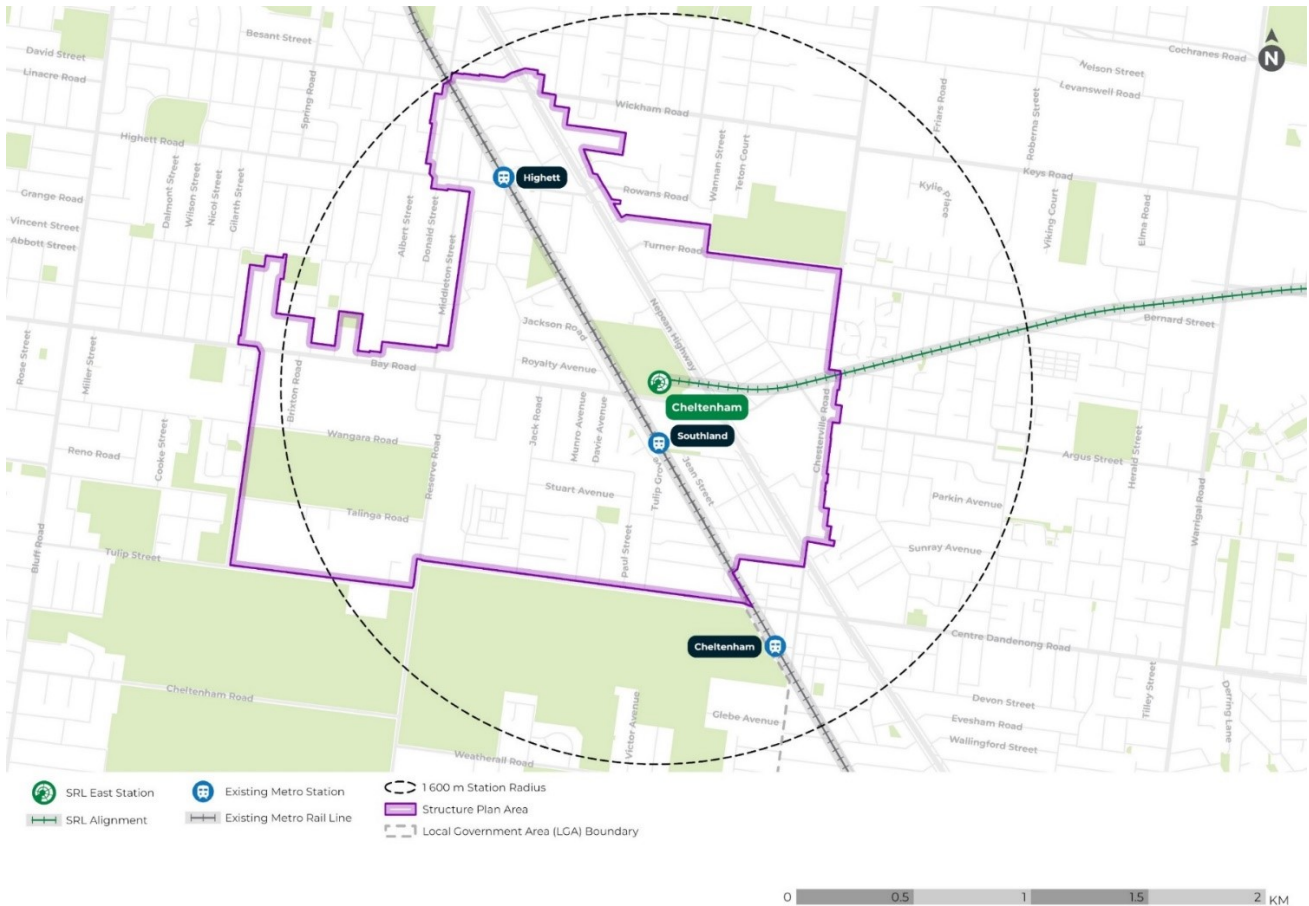 Besant Street
David Street
Linacre Road
Spring Road
Highett Road
Grange Road
Vincent Street
Abbott Street
Dalmont Street
Wilson Street
Nicol Street
Gilarth Street
Albert Street
Donald Street
Middleton Street
Highett
Wickham Road
Wannan Street
Teton Court
Rowans Road
Turner Road
Nepean Highway
N
Cochranes Road
Nelson Street
Levanswell Road
Friars Road
Roberna Street
Keys Road
Kylie Place
Viking Court
Elma Road
Bernard Street
Rose Street
Miller Street
Brixton Road
Bay Road
Jackson Road
Royalty Avenue
Cheltenham
Southland
Jack Road
Munro Avenue
Davie Avenue
Tulip Gro
Jean Street
Chesterville Road
Wangara Road
Reserve Road
Reno Road
Cooke Street
Stuart Avenue
Talinga Road
Paul Street
Tulip Street
Bluff Road
Argus Street
Herald Street
Warrigal Road
Parkin Avenue
Sunray Avenue
Cheltenham
Centre Dandenong Road
Cheltenham Road
Victor Avenue
Glebe Avenue
Weatherall Road
Devon Street
Evesham Road
Wallingford Street
Tilley Street
Derring Lane
SRL East Station
SRL Alignment
Existing Metro Station
Existing Metro Rail Line
1 600 m Station Radius
Structure Plan Area
Local Government Area (LGA) Boundary
0 0.5 1 1.5 2 KM